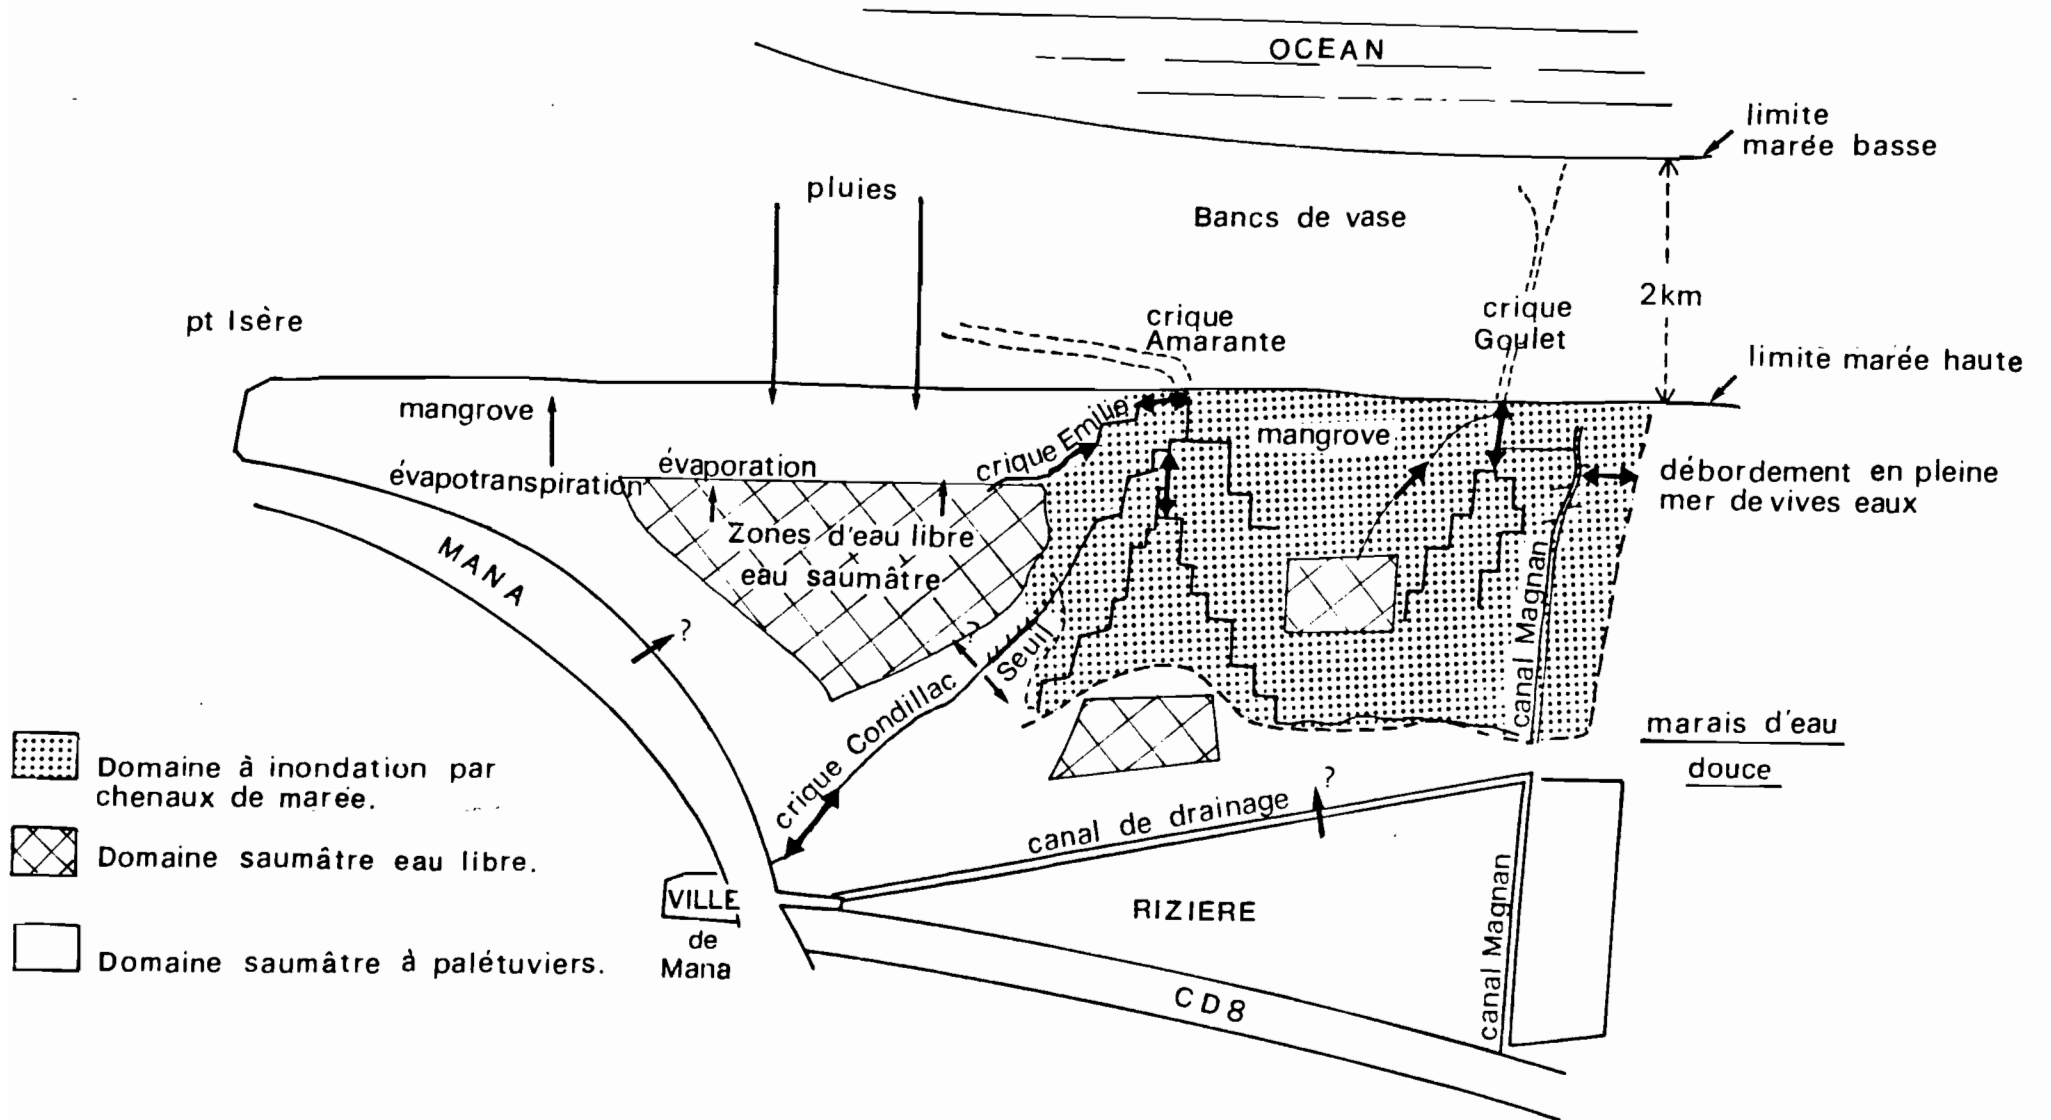 OCEAN
limite
marée basse
pluies
Bancs de vase
2km
pt Isère
crique
Amarante
crique
Goulet
limite marée haute
mangrove
crique Emilie
mangrove
évapotranspiration
évaporation
débordement en pleine
mer de vives eaux
Zones d'eau libre
eau saumâtre
MANA
?
?
Seuil
canal Magnan
crique Condillac
marais d'eau
douce
Domaine à inondation par
chenaux de marée.
?
canal de drainage
Domaine saumâtre eau libre.
VILLE
de
Mana
RIZIERE
canal Magnan
Domaine saumâtre à palétuviers.
CD8